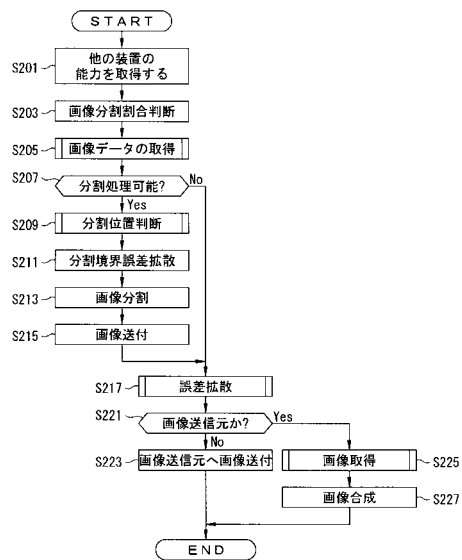 START
S201
他の装置の
能力を取得する
S203
画像分割割合判断
S205
画像データの取得
S207
分割処理可能?
No
Yes
S209
分割位置判断
S211
分割境界誤差拡散
S213
画像分割
S215
画像送付
S217
誤差拡散
S221
画像送信元か?
Yes
No
S223
画像送信元へ画像送付
画像取得
S225
画像合成
S227
END